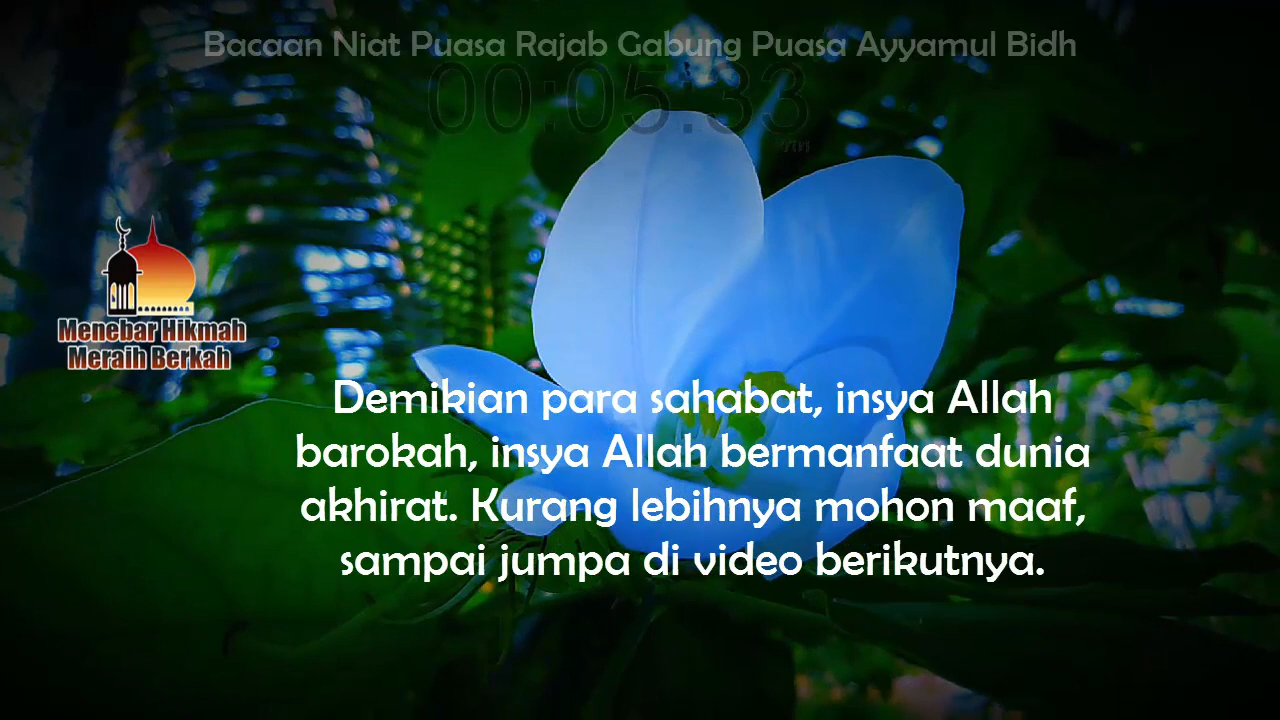 Bacaan Niat Puasa Rajab Gabung Puasa Ayyamul Bidh
00:05:33
TM
Menebar Hikmah
Meraih Berkah
Demikian para sahabat, insya Allah
barokah, insya Allah bermanfaat dunia
akhirat. Kurang lebihnya mohon maaf,
sampai jumpa di video berikutnya.